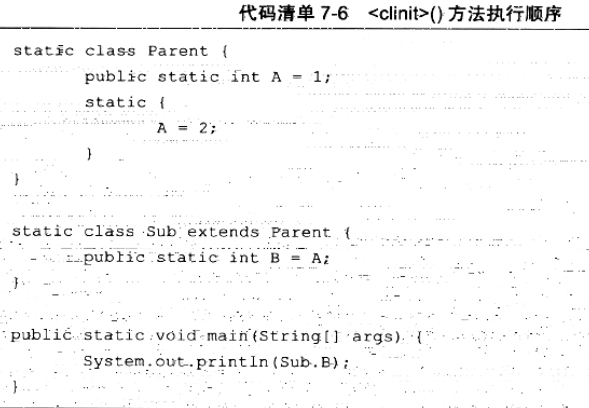 代码清单 7-6 <clinit>() 方法执行顺序
static class Parent {
public static int A = 1;
static {
A = 2;
}
}
static class Sub extends Parent {
public static int B = A;
}
public static void main(String[] args) {
System.out.println(Sub.B);
}